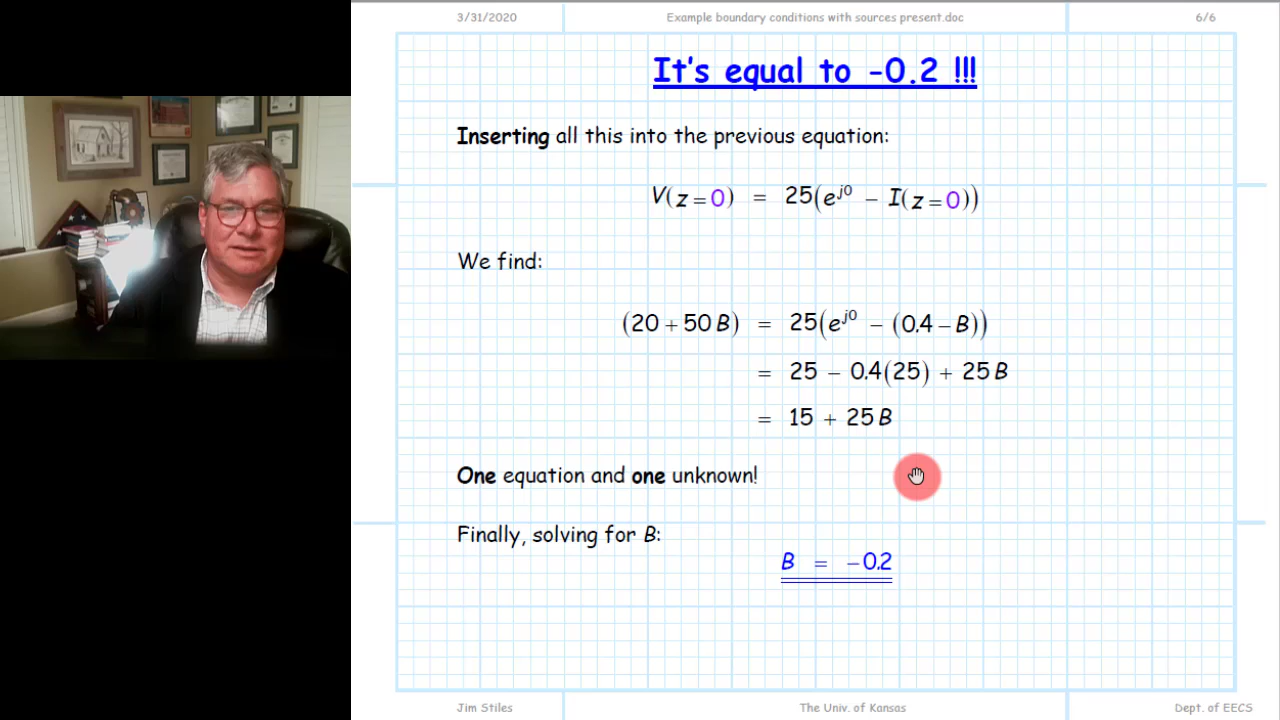 3/31/2020 Example boundary conditions with sources present.doc 6/6
It's equal to -0.2 !!!
Inserting all this into the previous equation:
V(z=0) = 25(e^{j0} − I(z=0))
We find:
(20+50B) = 25(e^{j0} − (0.4−B))
= 25 − 0.4(25) + 25B
= 15 + 25B
One equation and one unknown!
Finally, solving for B:
B = −0.2
Jim Stiles The Univ. of Kansas Dept. of EECS